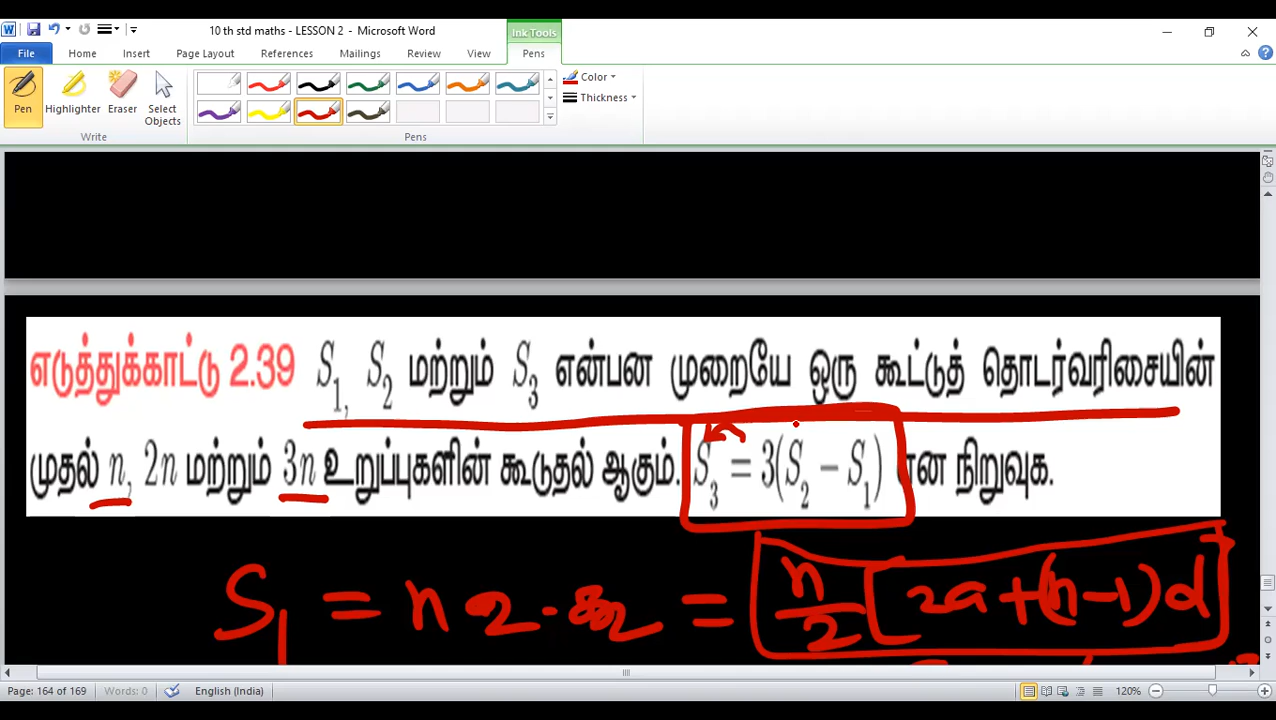 10 th std maths - LESSON 2 - Microsoft Word
Ink Tools
File Home Insert Page Layout References Mailings Review View Pens
Pen Highlighter Eraser Select Objects
Color
Thickness
Write Pens
எடுத்துக்காட்டு 2.39 S₁, S₂ மற்றும் S₃ என்பன முறையே ஒரு கூட்டுத் தொடர்வரிசையின்
முதல் n, 2n மற்றும் 3n உறுப்புகளின் கூடுதல் ஆகும். S₃ = 3(S₂ − S₁) என நிறுவுக.
S₁ = n = n/2 [2a+(n-1)d
Page: 164 of 169 Words: 0 English (India) 120%